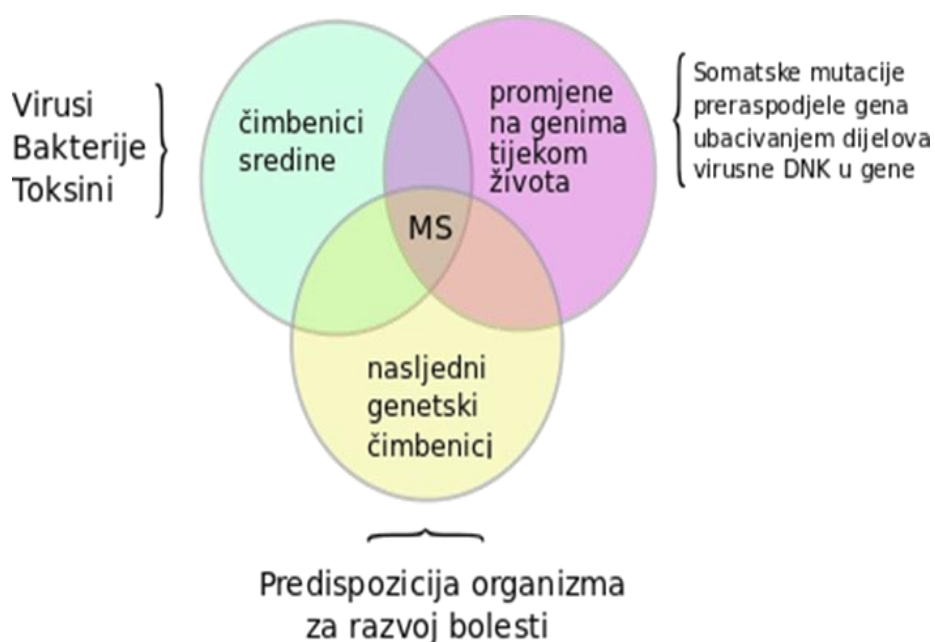 Virusi
Bakterije
Toksini
čimbenici
sredine
promjene
na genima
tijekom
života
Somatske mutacije
preraspodjele gena
ubacivanjem dijelova
virusne DNK u gene
MS
nasljedni
genetski
čimbenici
Predispozicija organizma
za razvoj bolesti